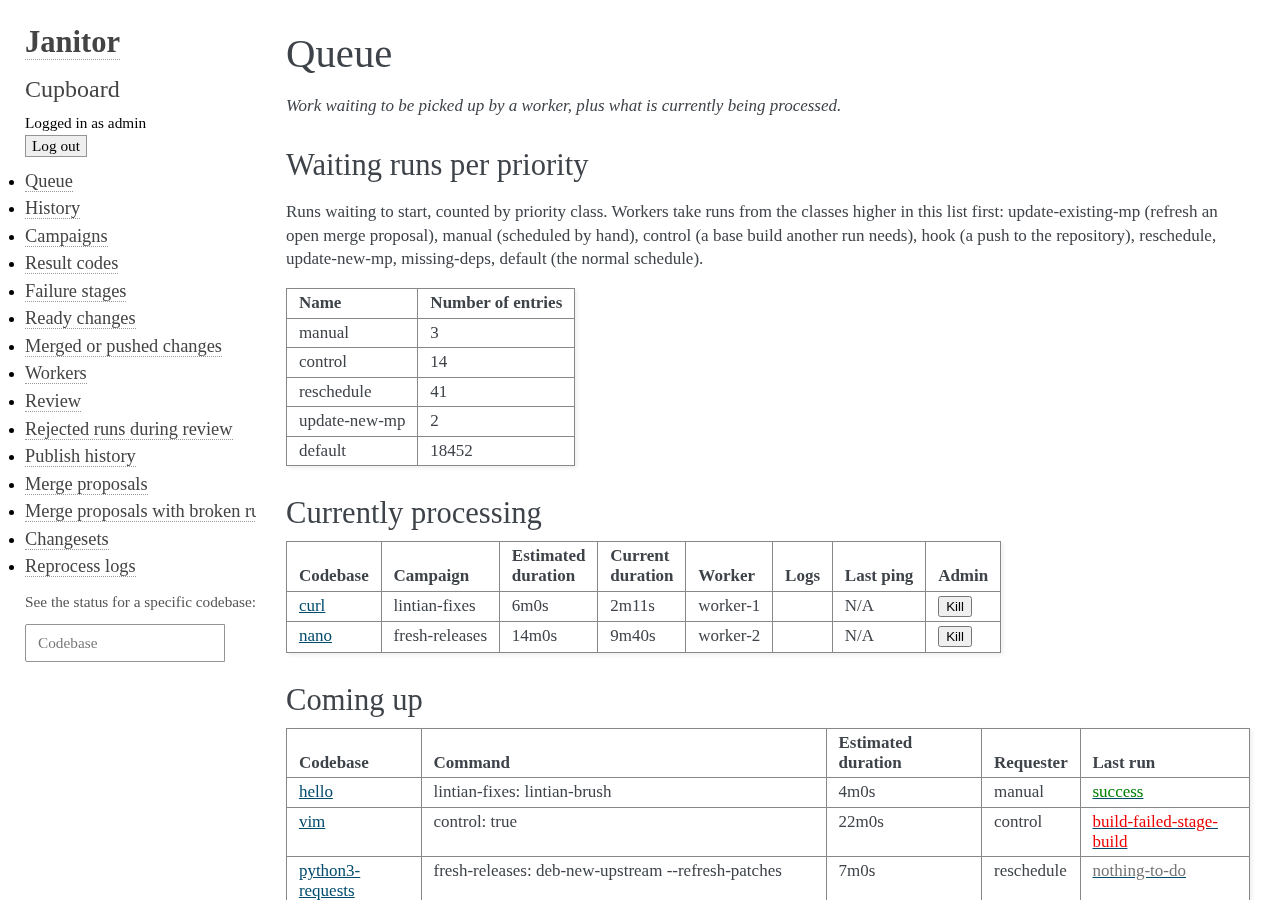 Janitor
Cupboard
Logged in as admin
Log out
Queue
History
Campaigns
Result codes
Failure stages
Ready changes
Merged or pushed changes
Workers
Review
Rejected runs during review
Publish history
Merge proposals
Merge proposals with broken
Changesets
Reprocess logs
See the status for a specific codebase:
Codebase
Queue
Work waiting to be picked up by a worker, plus what is currently being processed.
Waiting runs per priority
Runs waiting to start, counted by priority class. Workers take runs from the classes higher in this list first: update-existing-mp (refresh an
open merge proposal), manual (scheduled by hand), control (a base build another run needs), hook (a push to the repository), reschedule,
update-new-mp, missing-deps, default (the normal schedule).
Name Number of entries
manual 3
control 14
reschedule 41
update-new-mp 2
default 18452
Currently processing
Codebase Campaign Estimated duration Current duration Worker Logs Last ping Admin
curl lintian-fixes 6m0s 2m11s worker-1 N/A Kill
nano fresh-releases 14m0s 9m40s worker-2 N/A Kill
Coming up
Codebase Command Estimated duration Requester Last run
hello lintian-fixes: lintian-brush 4m0s manual success
vim control: true 22m0s control build-failed-stage-build
python3-requests fresh-releases: deb-new-upstream --refresh-patches 7m0s reschedule nothing-to-do